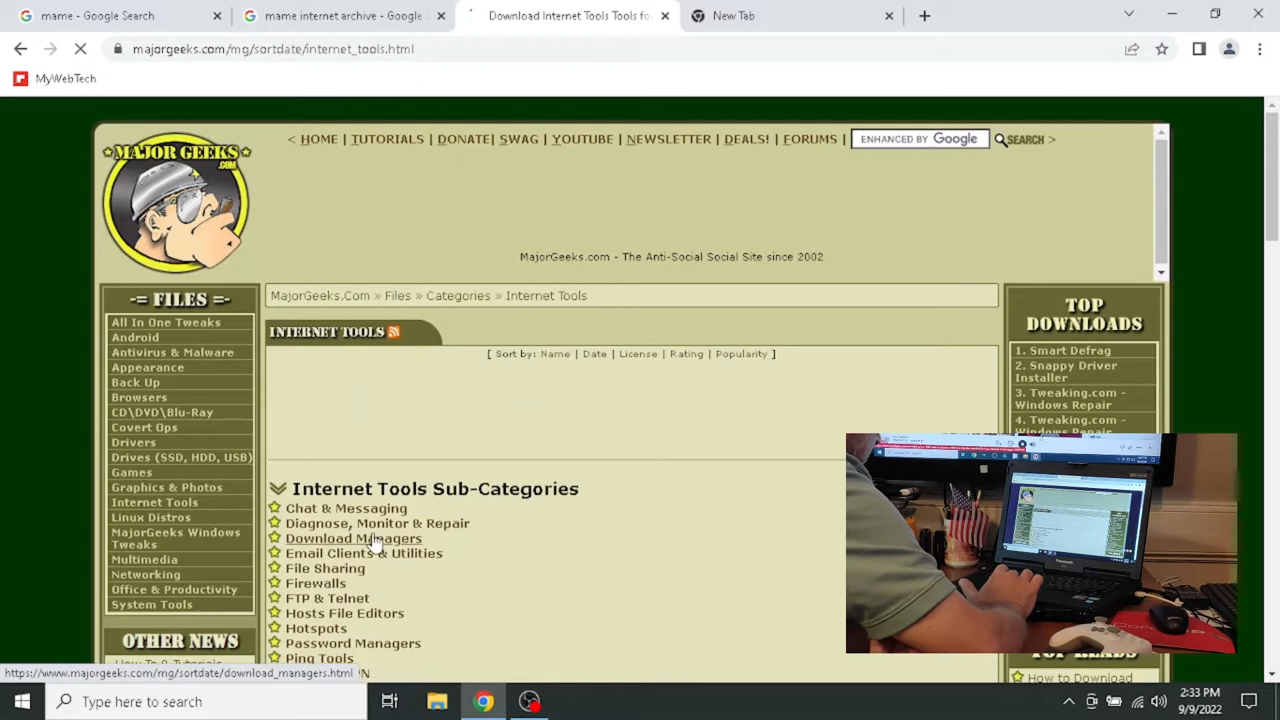 mame - Google Search
mame internet archive - Google
Download Internet Tools Tools fo
New Tab
majorgeeks.com/mg/sortdate/internet_tools.html
MyWebTech
MAJOR GEEKS
.COM
< HOME | TUTORIALS | DONATE| SWAG | YOUTUBE | NEWSLETTER | DEALS! | FORUMS | ENHANCED BY Google SEARCH >
MajorGeeks.com - The Anti-Social Social Site since 2002
-= FILES =-
All In One Tweaks
Android
Antivirus & Malware
Appearance
Back Up
Browsers
CD\DVD\Blu-Ray
Covert Ops
Drivers
Drives (SSD, HDD, USB)
Games
Graphics & Photos
Internet Tools
Linux Distros
MajorGeeks Windows
Tweaks
Multimedia
Networking
Office & Productivity
System Tools
OTHER NEWS
How To & Tutorials
MajorGeeks.Com » Files » Categories » Internet Tools
INTERNET TOOLS
[ Sort by: Name | Date | License | Rating | Popularity ]
Internet Tools Sub-Categories
Chat & Messaging
Diagnose, Monitor & Repair
Download Managers
Email Clients & Utilities
File Sharing
Firewalls
FTP & Telnet
Hosts File Editors
Hotspots
Password Managers
Ping Tools
TOP
DOWNLOADS
1. Smart Defrag
2. Snappy Driver
Installer
3. Tweaking.com -
Windows Repair
4. Tweaking.com -
Panasonic
TOP READS
How to Download
https://www.majorgeeks.com/mg/sortdate/download_managers.html
Type here to search
2:33 PM
9/9/2022